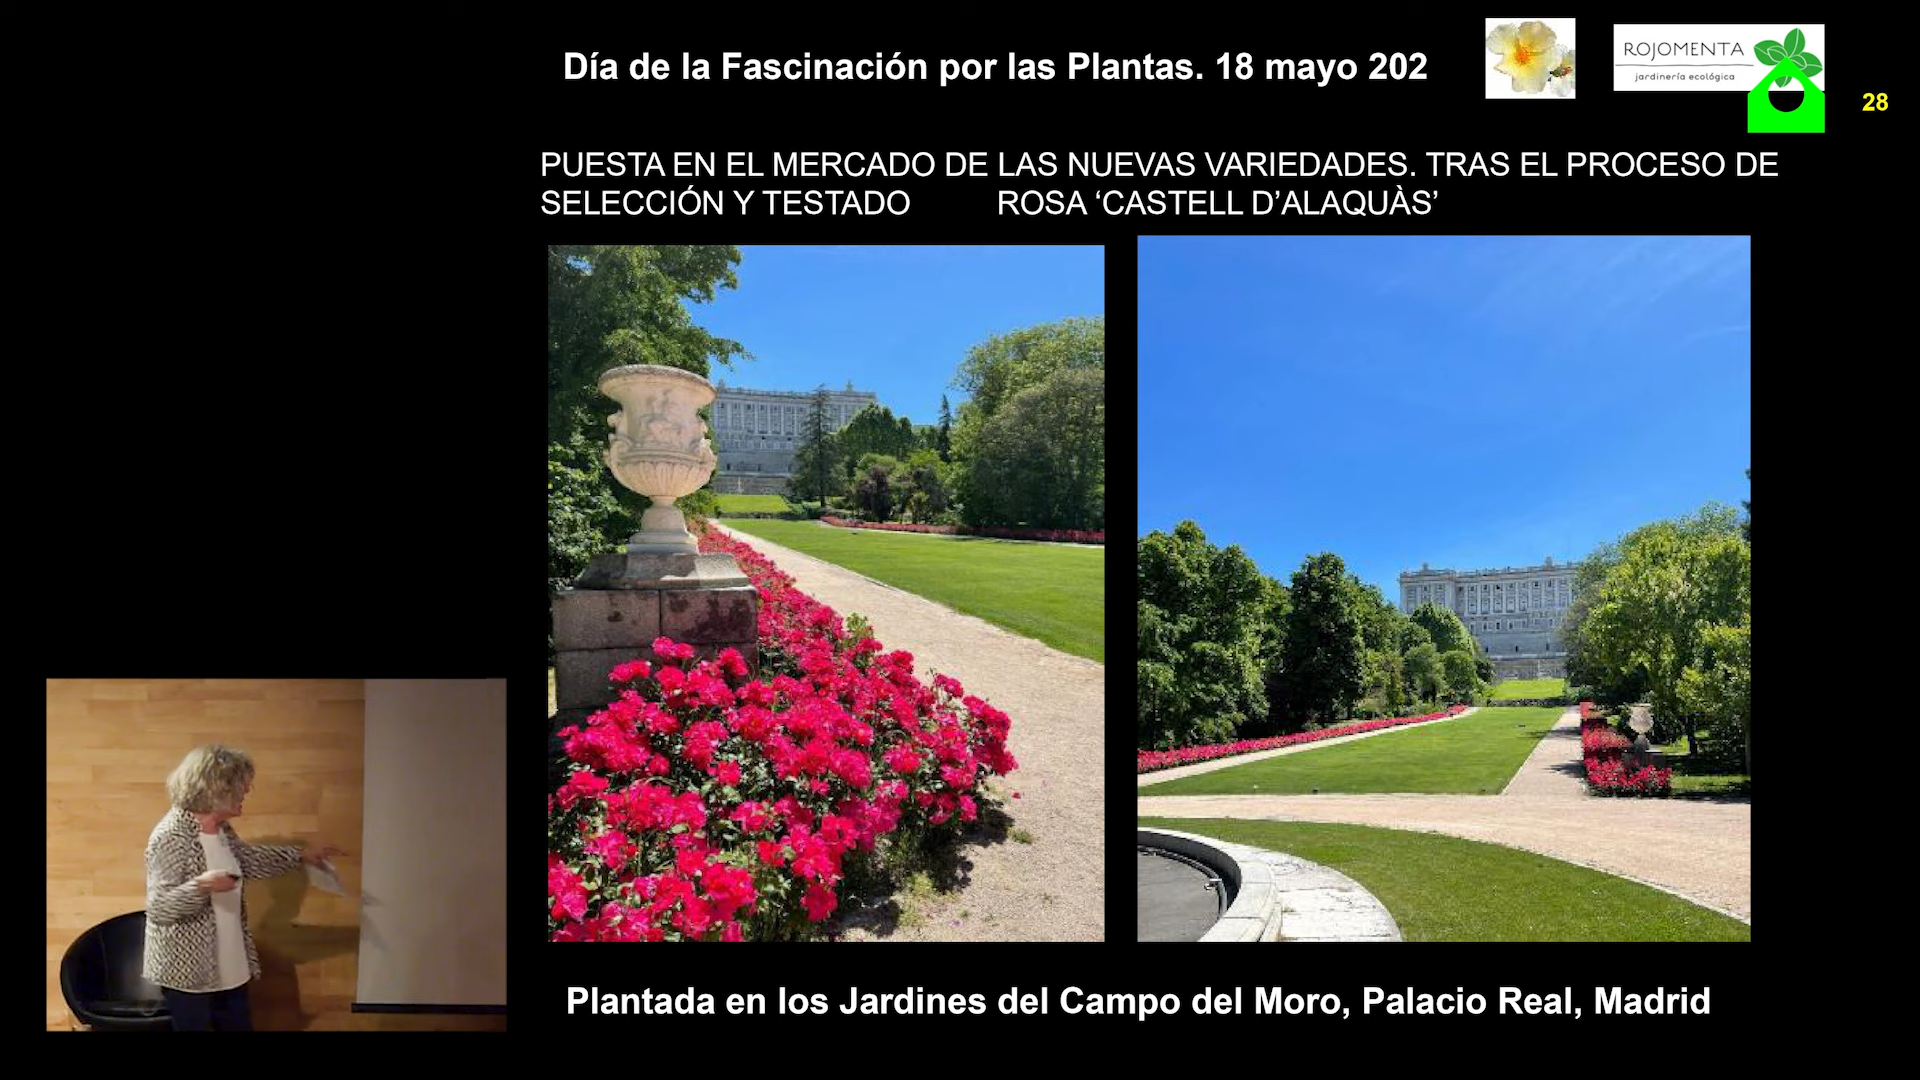 Día de la Fascinación por las Plantas. 18 mayo 202
ROJOMENTA
jardinería ecológica
28
PUESTA EN EL MERCADO DE LAS NUEVAS VARIEDADES. TRAS EL PROCESO DE
SELECCIÓN Y TESTADO ROSA ‘CASTELL D’ALAQUÀS’
Plantada en los Jardines del Campo del Moro, Palacio Real, Madrid